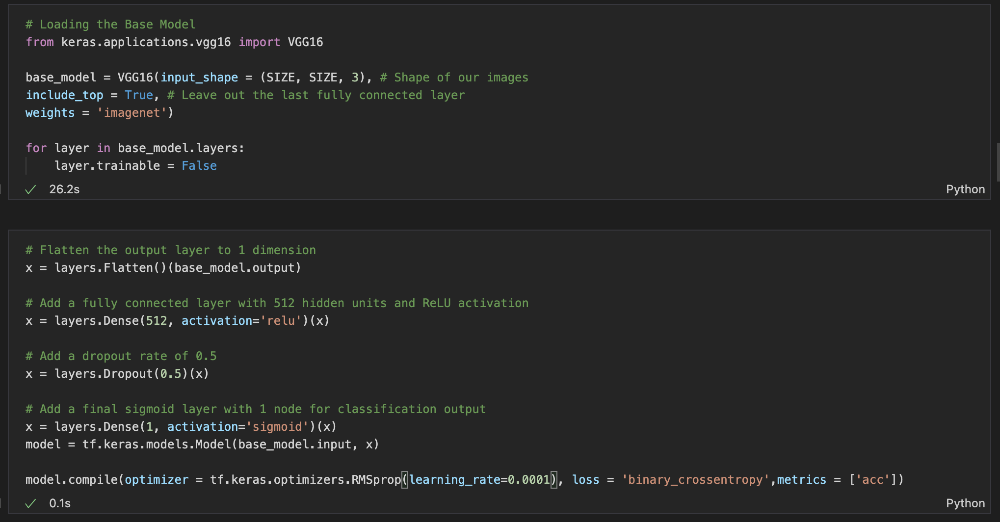 # Loading the Base Model
from keras.applications.vgg16 import VGG16
base_model = VGG16(input_shape = (SIZE, SIZE, 3), # Shape of our images
include_top = True, # Leave out the last fully connected layer
weights = 'imagenet')
for layer in base_model.layers:
    layer.trainable = False
26.2s
Python
# Flatten the output layer to 1 dimension
x = layers.Flatten()(base_model.output)
# Add a fully connected layer with 512 hidden units and ReLU activation
x = layers.Dense(512, activation='relu')(x)
# Add a dropout rate of 0.5
x = layers.Dropout(0.5)(x)
# Add a final sigmoid layer with 1 node for classification output
x = layers.Dense(1, activation='sigmoid')(x)
model = tf.keras.models.Model(base_model.input, x)
model.compile(optimizer = tf.keras.optimizers.RMSprop(learning_rate=0.0001), loss = 'binary_crossentropy',metrics = ['acc'])
0.1s
Python